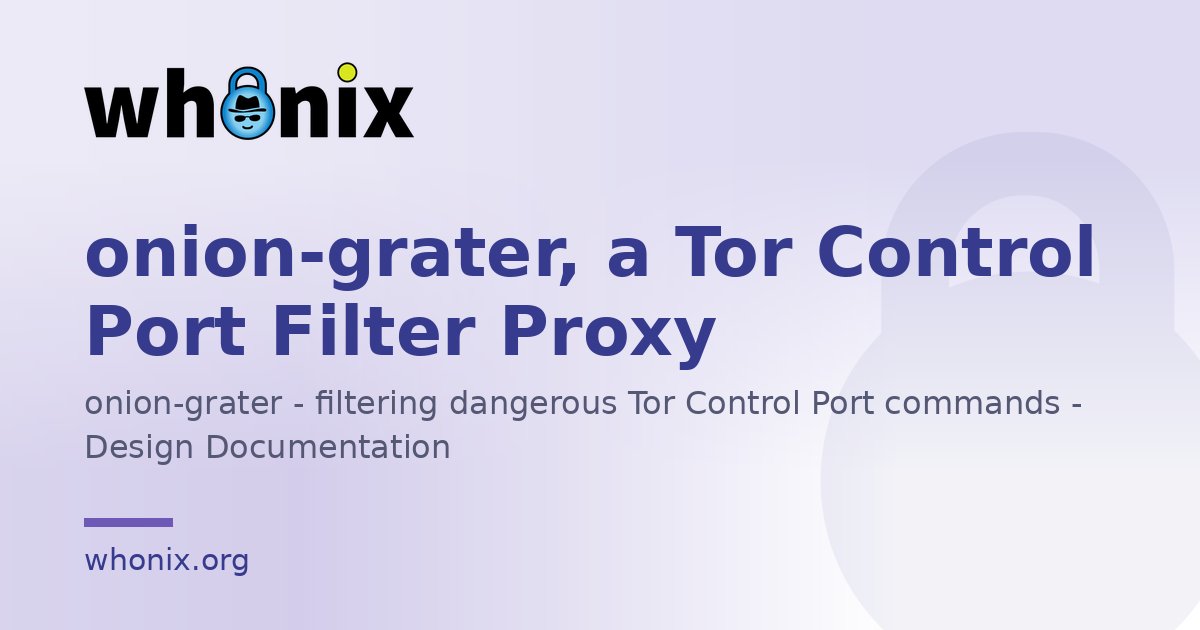 whonix
onion-grater, a Tor Control
Port Filter Proxy
onion-grater - filtering dangerous Tor Control Port commands -
Design Documentation
whonix.org